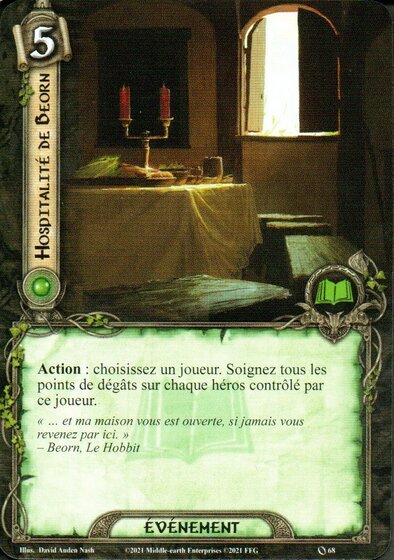 5
HOSPITALITÉ DE BEORN
Action : choisissez un joueur. Soignez tous les
points de dégâts sur chaque héros contrôlé par
ce joueur.
« … et ma maison vous est ouverte, si jamais vous
revenez par ici. »
– Beorn, Le Hobbit
ÉVÉNEMENT
Illus. David Auden Nash ©2021 Middle-earth Enterprises ©2021 FFG 68